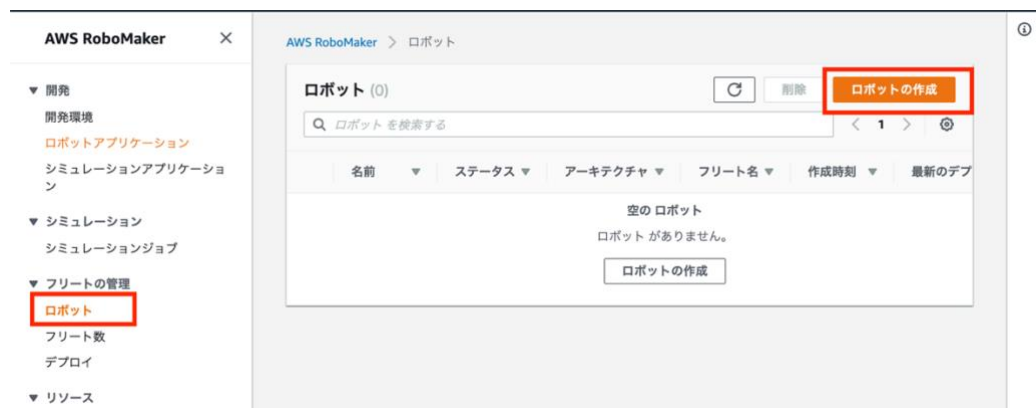 AWS RoboMaker ×
▼ 開発
開発環境
ロボットアプリケーション
シミュレーションアプリケーショ
ン
▼ シミュレーション
シミュレーションジョブ
▼ フリートの管理
ロボット
フリート数
デプロイ
▼ リソース
AWS RoboMaker > ロボット
ロボット (0)
削除
ロボットの作成
ロボット を検索する
< 1 >
名前 ▼ ステータス ▼ アーキテクチャ ▼ フリート名 ▼ 作成時刻 ▼ 最新のデプ
空の ロボット
ロボット がありません。
ロボットの作成